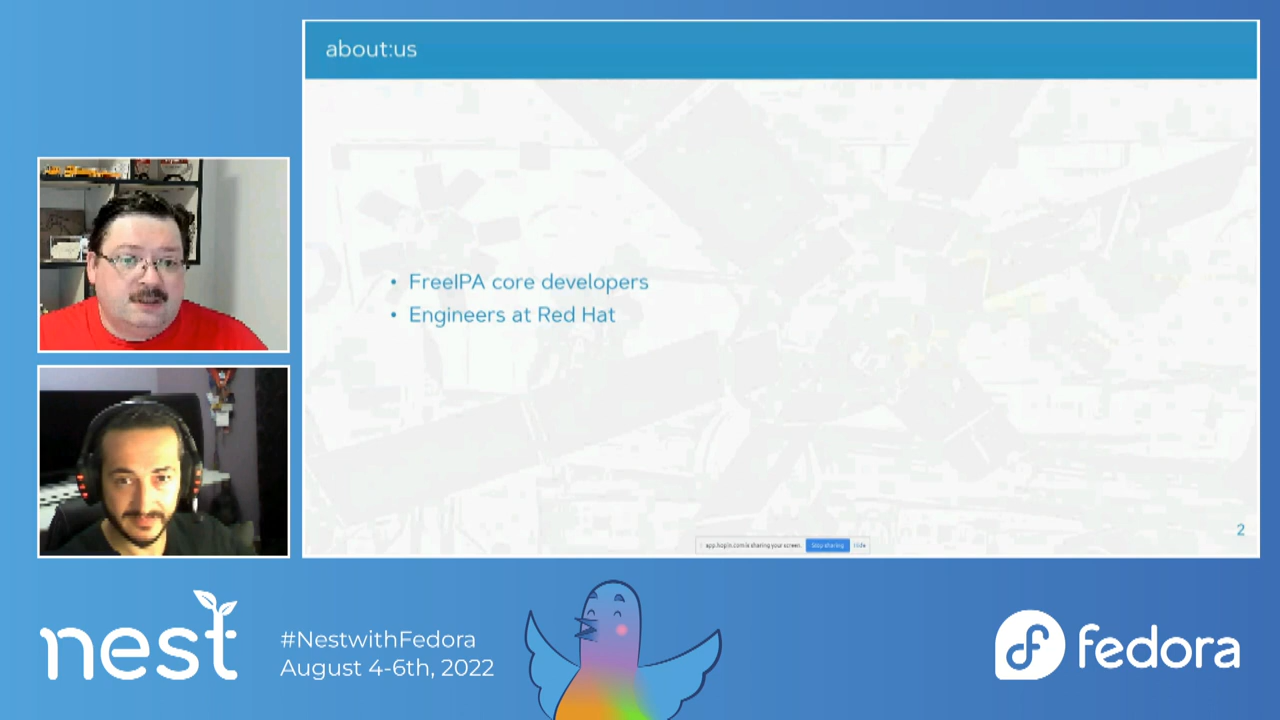 about:us
• FreeIPA core developers
• Engineers at Red Hat
2
app.hopin.com is sharing your screen. Stop sharing Hide
nest
#NestwithFedora
August 4-6th, 2022
fedora